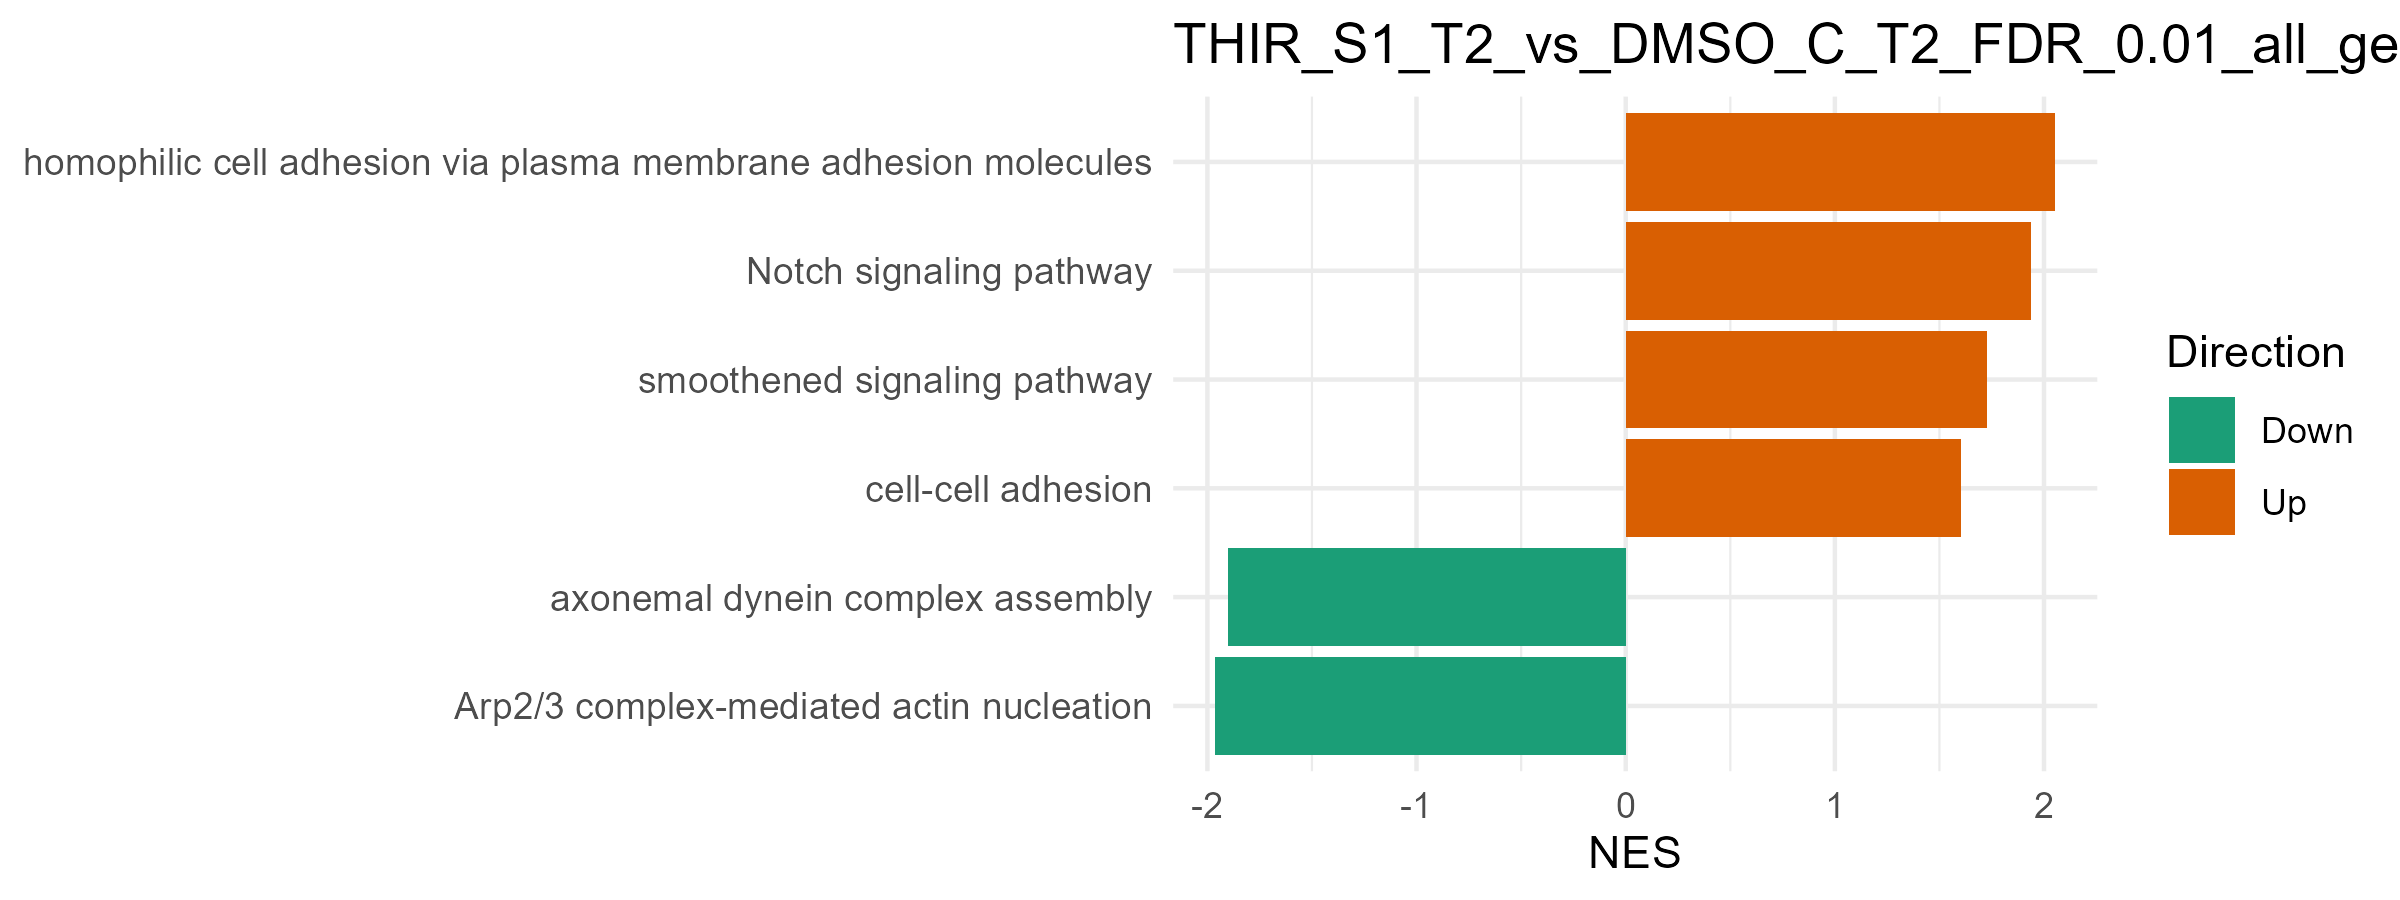 THIR_S1_T2_vs_DMSO_C_T2_FDR_0.01_all_ge
homophilic cell adhesion via plasma membrane adhesion molecules
Notch signaling pathway
smoothened signaling pathway
cell-cell adhesion
axonemal dynein complex assembly
Arp2/3 complex-mediated actin nucleation
-2 -1 0 1 2
NES
Direction
Down
Up